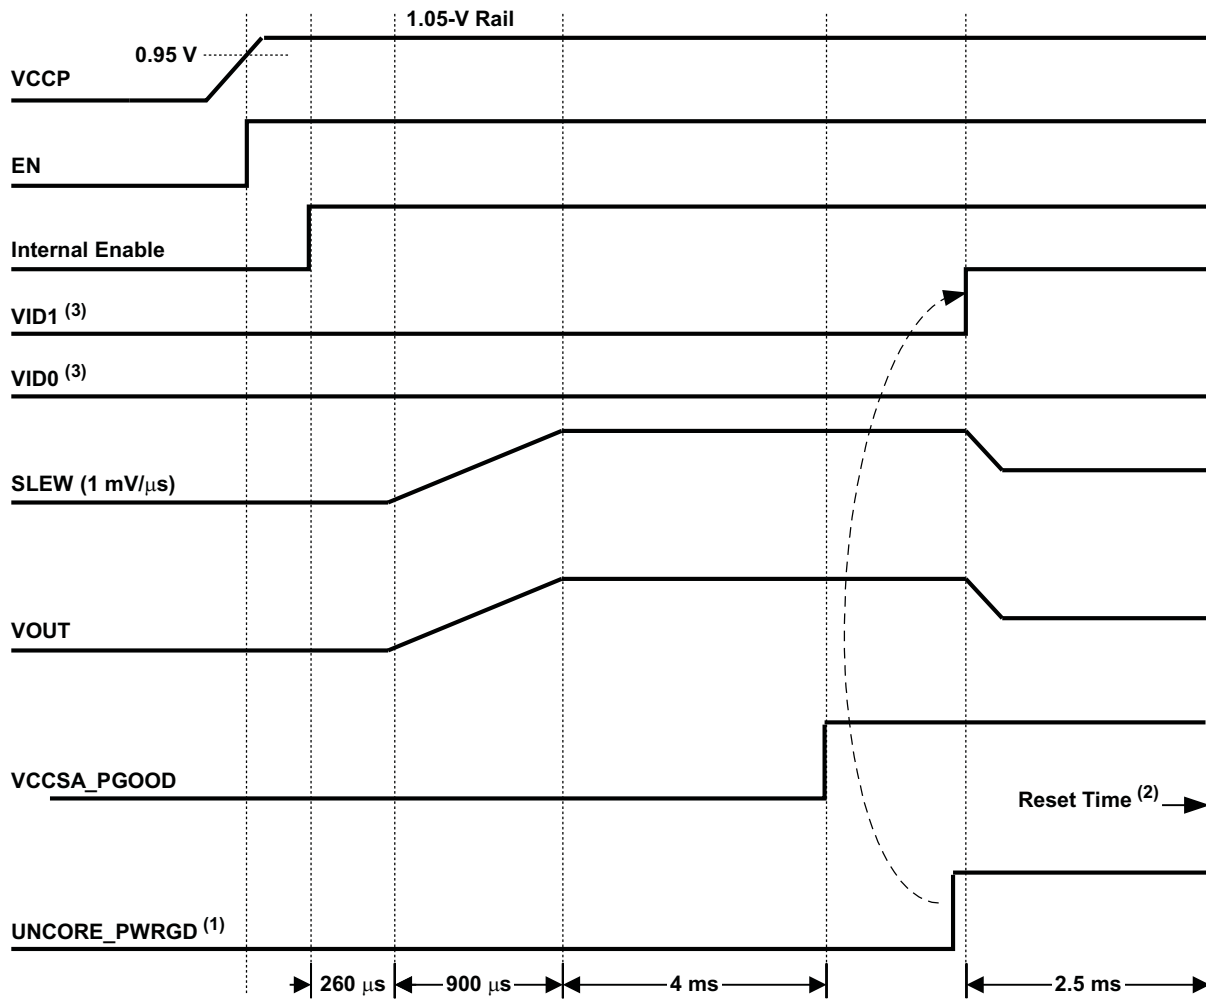 1.05-V Rail
0.95 V
VCCP
EN
Internal Enable
VID1 (3)
VID0 (3)
SLEW (1 mV/μs)
VOUT
VCCSA_PGOOD
Reset Time (2)
UNCORE_PWRGD (1)
260 μs 900 μs 4 ms 2.5 ms